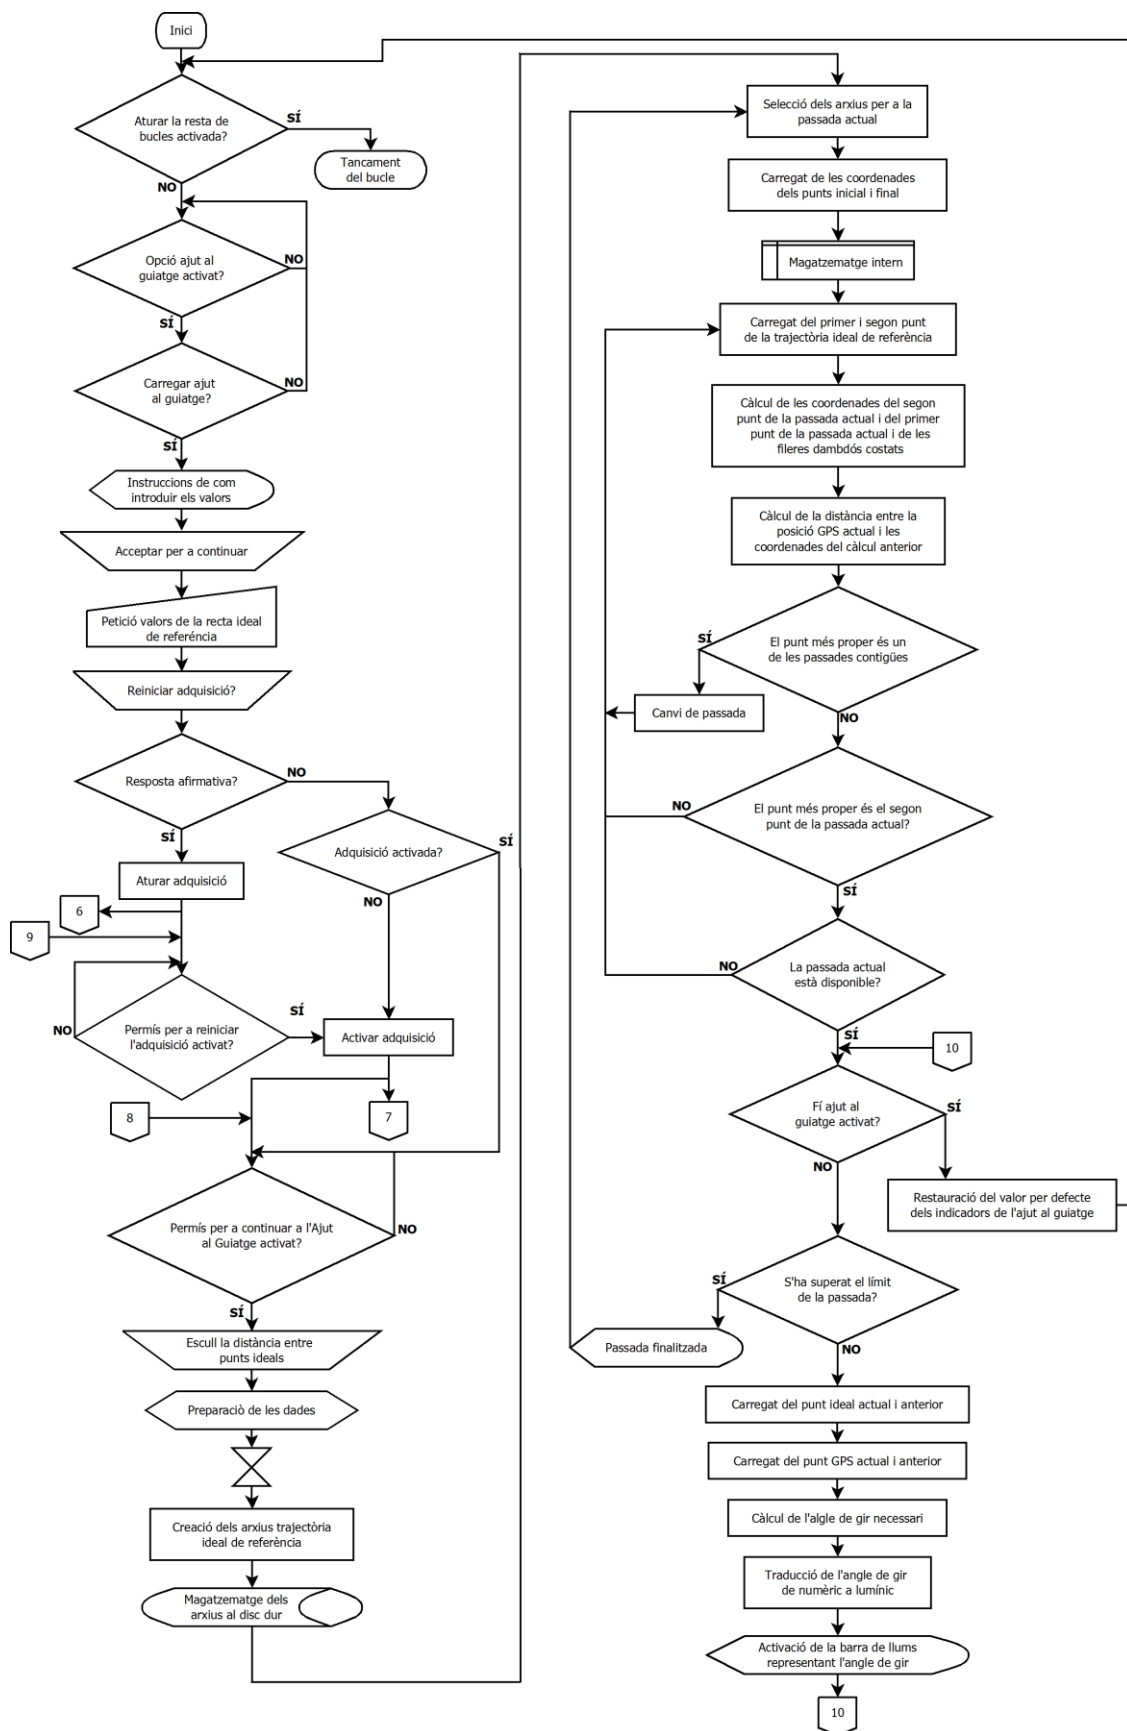 Inici
Aturar la resta de
bucles activada?
SÍ
Tancament
del bucle
NO
Opció ajut al
guiatge activat?
NO
SÍ
Carregar ajut
al guiatge?
NO
SÍ
Instruccions de com
introduir els valors
Acceptar per a continuar
Petició valors de la recta ideal
de referéncia
Reiniciar adquisició?
Resposta afirmativa?
NO
SÍ
Adquisició activada?
SÍ
NO
Aturar adquisició
6
9
Permís per a reiniciar
l'adquisició activat?
NO
SÍ
Activar adquisició
8
7
Permís per a continuar a l'Ajut
al Guiatge activat?
NO
SÍ
Escull la distància entre
punts ideals
Preparaciò de les dades
Creació dels arxius trajectòria
ideal de referència
Magatzematge dels
arxius al disc dur
Selecció dels arxius per a la
passada actual
Carregat de les coordenades
dels punts inicial i final
Magatzematge intern
Carregat del primer i segon punt
de la trajectòria ideal de referència
Càlcul de les coordenades del segon
punt de la passada actual i del primer
punt de la passada actual i de les
fileres dambdós costats
Càlcul de la distància entre la
posició GPS actual i les
coordenades del càlcul anterior
El punt més proper és un
de les passades contigües
SÍ
Canvi de passada
NO
El punt més proper és el segon
punt de la passada actual?
NO
SÍ
La passada actual
està disponible?
NO
SÍ
10
Fí ajut al
guiatge activat?
SÍ
NO
Restauració del valor per defecte
dels indicadors de l'ajut al guiatge
S'ha superat el límit
de la passada?
SÍ
Passada finalitzada
NO
Carregat del punt ideal actual i anterior
Carregat del punt GPS actual i anterior
Càlcul de l'algle de gir necessari
Traducció de l'angle de gir
de numèric a lumínic
Activació de la barra de llums
representant l'angle de gir
10